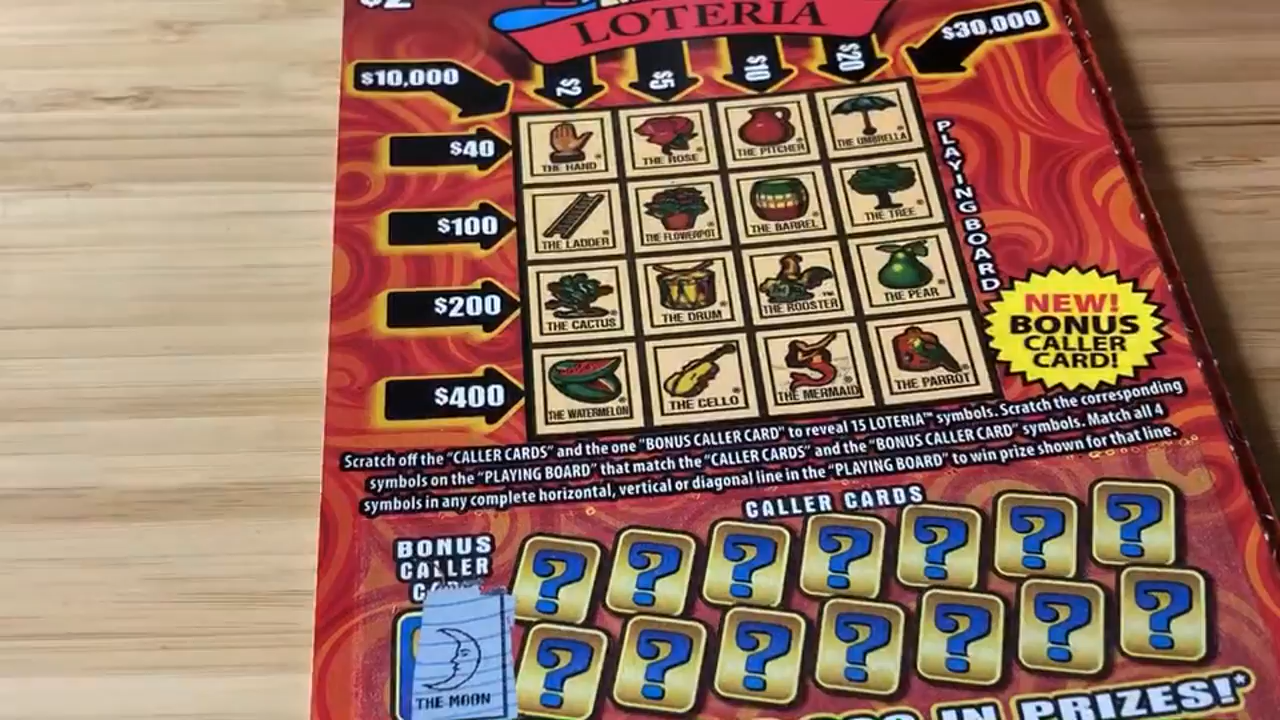 $2
LOTERIA
$30,000
$10,000
$2
$5
$10
$20
$40
THE HAND
THE ROSE
THE PITCHER
THE UMBRELLA
$100
THE LADDER
THE FLOWERPOT
THE BARREL
THE TREE
PLAYING BOARD
$200
THE CACTUS
THE DRUM
THE ROOSTER™
THE PEAR
NEW!
BONUS
CALLER
CARD!
$400
THE WATERMELON
THE CELLO
THE MERMAID
THE PARROT
Scratch off the "CALLER CARDS" and the one "BONUS CALLER CARD" to reveal 15 LOTERIA™ symbols. Scratch the corresponding
symbols on the "PLAYING BOARD" that match the "CALLER CARDS" and the "BONUS CALLER CARD" symbols. Match all 4
symbols in any complete horizontal, vertical or diagonal line in the "PLAYING BOARD" to win prize shown for that line.
CALLER CARDS
BONUS
CALLER
? ? ? ? ? ? ?
? ? ? ? ? ? ?
THE MOON
IN PRIZES!*